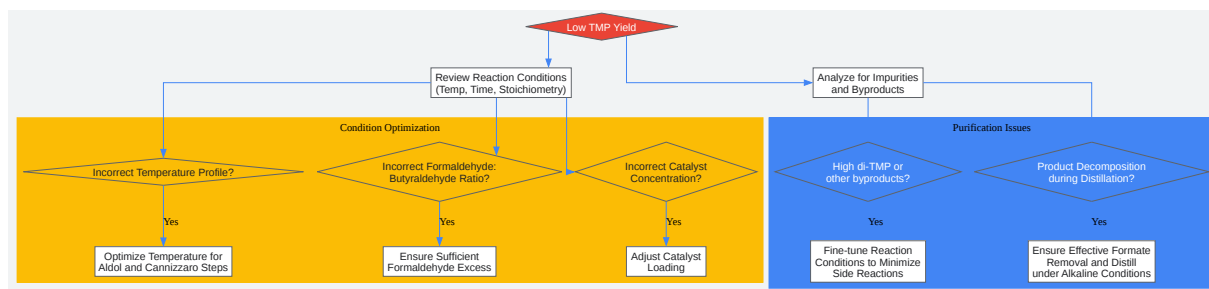 Low TMP Yield
Review Reaction Conditions
(Temp, Time, Stoichiometry)
Analyze for Impurities
and Byproducts
Condition Optimization
Incorrect Temperature Profile?
Incorrect Formaldehyde:
Butyraldehyde Ratio?
Incorrect Catalyst
Concentration?
Yes
Yes
Yes
Optimize Temperature for
Aldol and Cannizzaro Steps
Ensure Sufficient
Formaldehyde Excess
Adjust Catalyst
Loading
Purification Issues
High di-TMP or
other byproducts?
Product Decomposition
during Distillation?
Yes
Yes
Fine-tune Reaction
Conditions to Minimize
Side Reactions
Ensure Effective Formate
Removal and Distill
under Alkaline Conditions